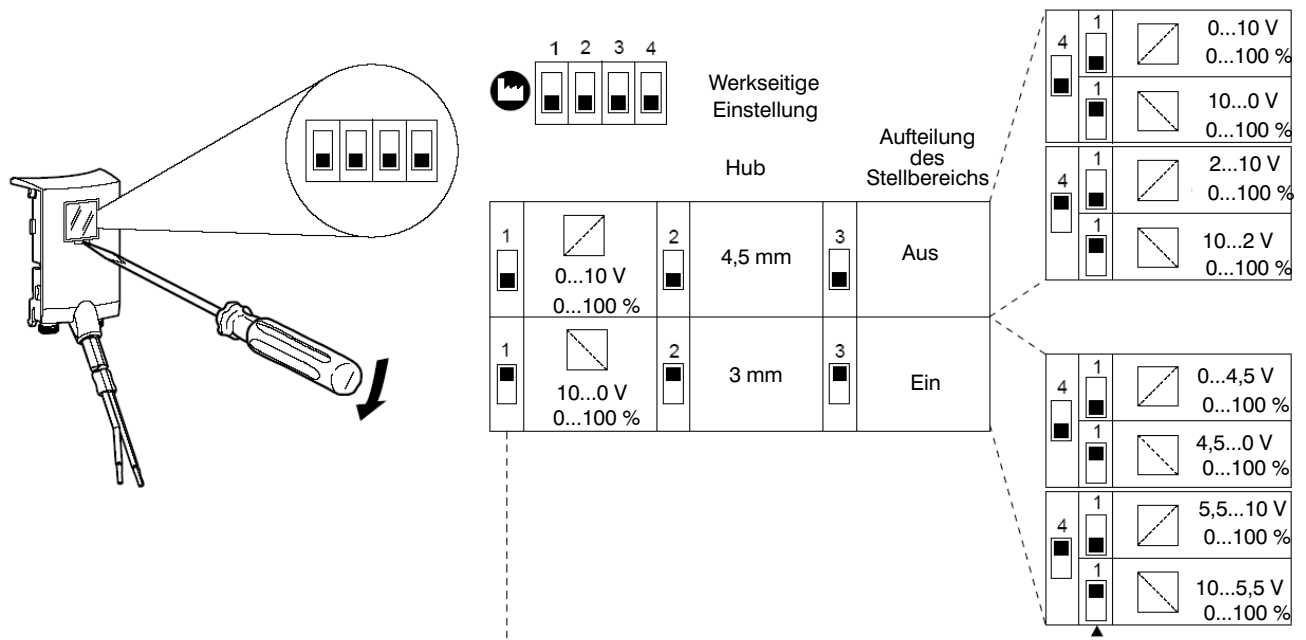 1 2 3 4
Werkseitige
Einstellung
Hub
Aufteilung
des
Stellbereichs
1
0...10 V
0...100 %
2
4,5 mm
3
Aus
1
10...0 V
0...100 %
2
3 mm
3
Ein
4
1
0...10 V
0...100 %
1
10...0 V
0...100 %
4
1
2...10 V
0...100 %
1
10...2 V
0...100 %
4
1
0...4,5 V
0...100 %
1
4,5...0 V
0...100 %
4
1
5,5...10 V
0...100 %
1
10...5,5 V
0...100 %